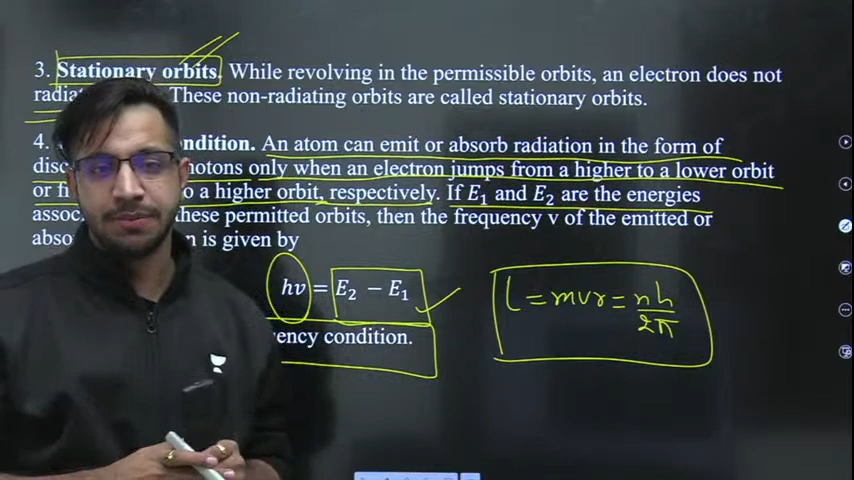 3. Stationary orbits. While revolving in the permissible orbits, an electron does not
These non-radiating orbits are called stationary orbits.
4. ondition. An atom can emit or absorb radiation in the form of
disc otons only when an electron jumps from a higher to a lower orbit
or f o a higher orbit, respectively. If E₁ and E₂ are the energies
assoc these permitted orbits, then the frequency v of the emitted or
abso n is given by
hv = E₂ − E₁
L = mvr = nh/2π
ency condition.